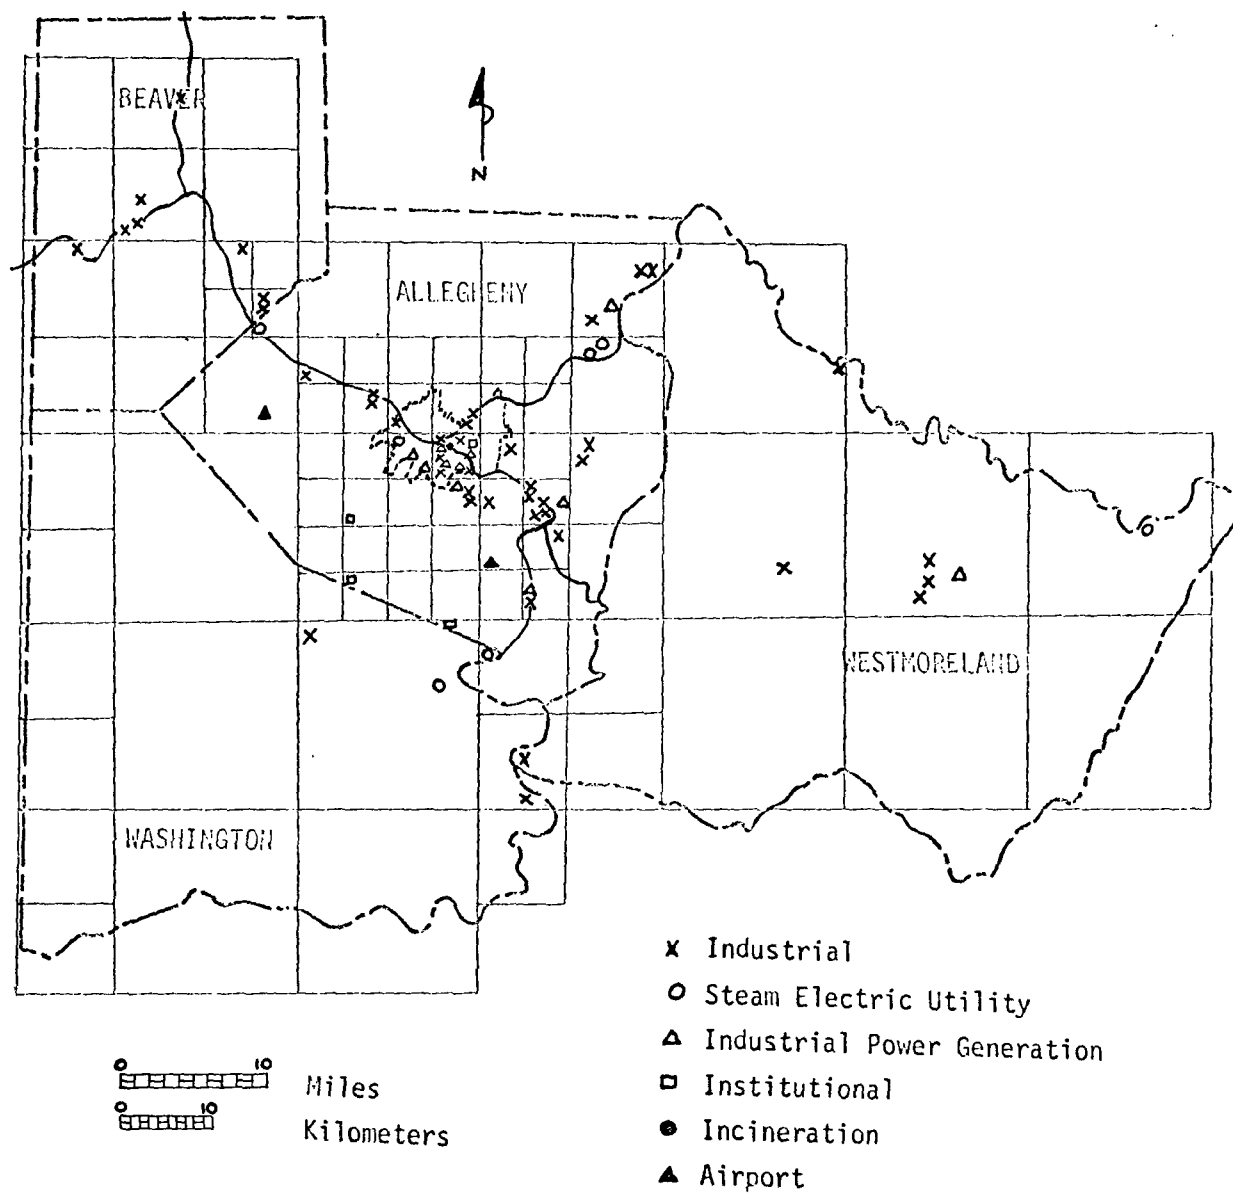 BEAVER
N
ALLEGHENY
WESTMORELAND
WASHINGTON
X Industrial
O Steam Electric Utility
Δ Industrial Power Generation
□ Institutional
● Incineration
▲ Airport
0 10
Miles
0 10
Kilometers